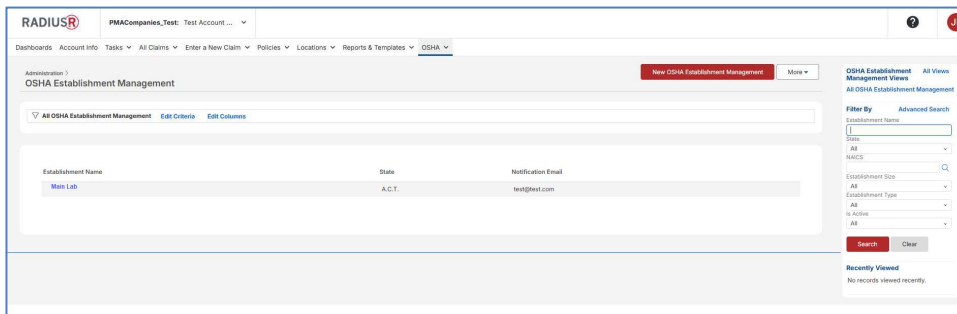 RADIUSR
PMACompanies_Test: Test Account ...
?
J
Dashboards Account Info Tasks All Claims Enter a New Claim Policies Locations Reports & Templates OSHA
Administration 〉
OSHA Establishment Management
New OSHA Establishment Management More
All OSHA Establishment Management Edit Criteria Edit Columns
Establishment Name State Notification Email
Main Lab A.C.T. test@test.com
OSHA Establishment Management Views All Views
All OSHA Establishment Management
Filter By Advanced Search
Establishment Name
State
All
NAICS
Establishment Size
All
Establishment Type
All
Is Active
All
Search Clear
Recently Viewed
No records viewed recently.